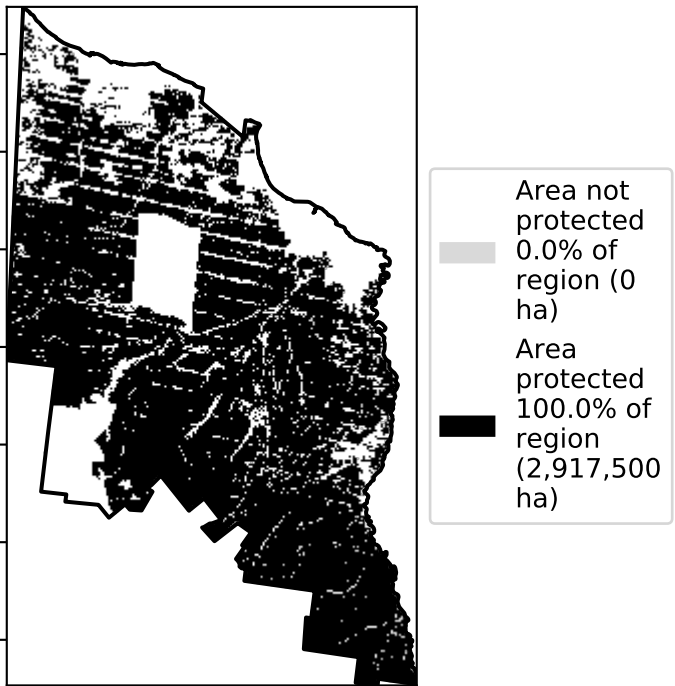 Area not
protected
0.0% of
region (0
ha)
Area
protected
100.0% of
region
(2,917,500
ha)